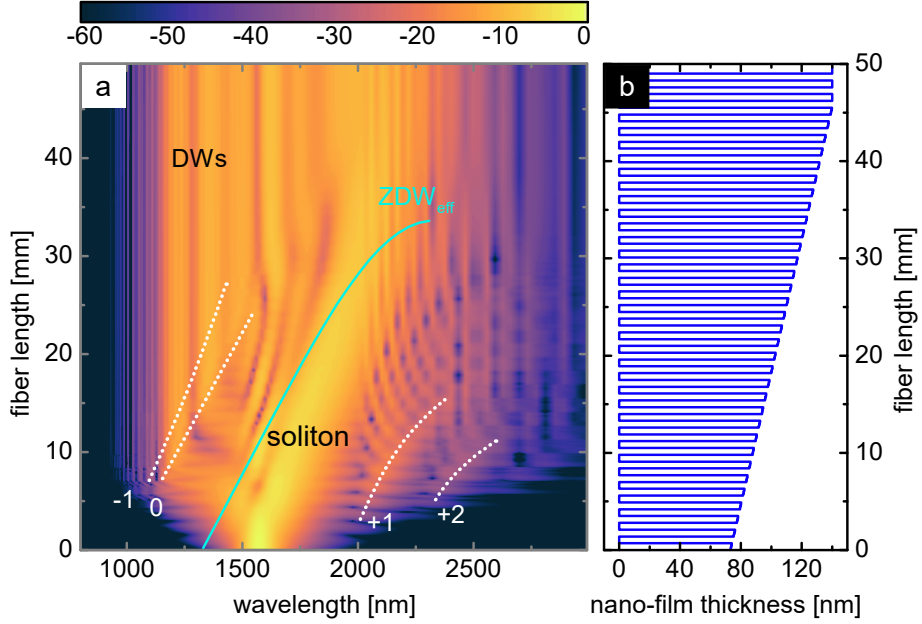 -60 -50 -40 -30 -20 -10 0
a
DWs
ZDWeff
soliton
-1 0
+1 +2
0 10 20 30 40
fiber length [mm]
1000 1500 2000 2500
wavelength [nm]
b
0 10 20 30 40 50
fiber length [mm]
0 40 80 120
nano-film thickness [nm]